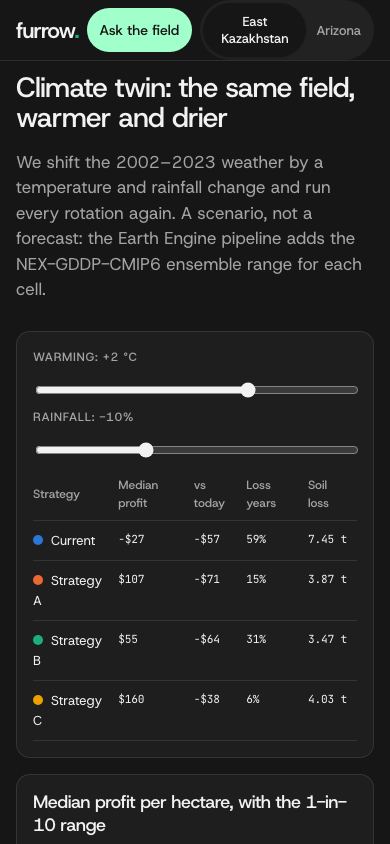 furrow.
Ask the field
East
Kazakhstan
Arizona
Climate twin: the same field,
warmer and drier
We shift the 2002–2023 weather by a
temperature and rainfall change and run
every rotation again. A scenario, not a
forecast: the Earth Engine pipeline adds the
NEX-GDDP-CMIP6 ensemble range for each
cell.
WARMING: +2 °C
RAINFALL: -10%
Strategy Median profit vs today Loss years Soil loss
Current -$27 -$57 59% 7.45 t
Strategy A $107 -$71 15% 3.87 t
Strategy B $55 -$64 31% 3.47 t
Strategy C $160 -$38 6% 4.03 t
Median profit per hectare, with the 1-in-
10 range